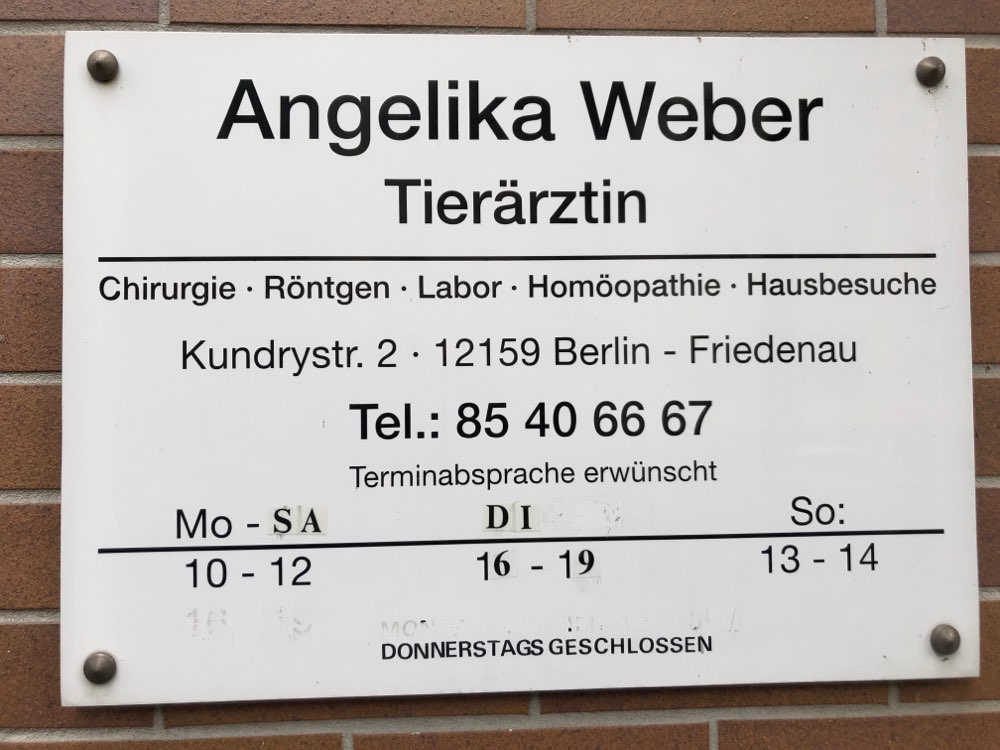 Angelika Weber
Tierärztin
Chirurgie · Röntgen · Labor · Homöopathie · Hausbesuche
Kundrystr. 2 · 12159 Berlin - Friedenau
Tel.: 85 40 66 67
Terminabsprache erwünscht
Mo - SA DI So:
10 - 12 16 - 19 13 - 14
DONNERSTAGS GESCHLOSSEN